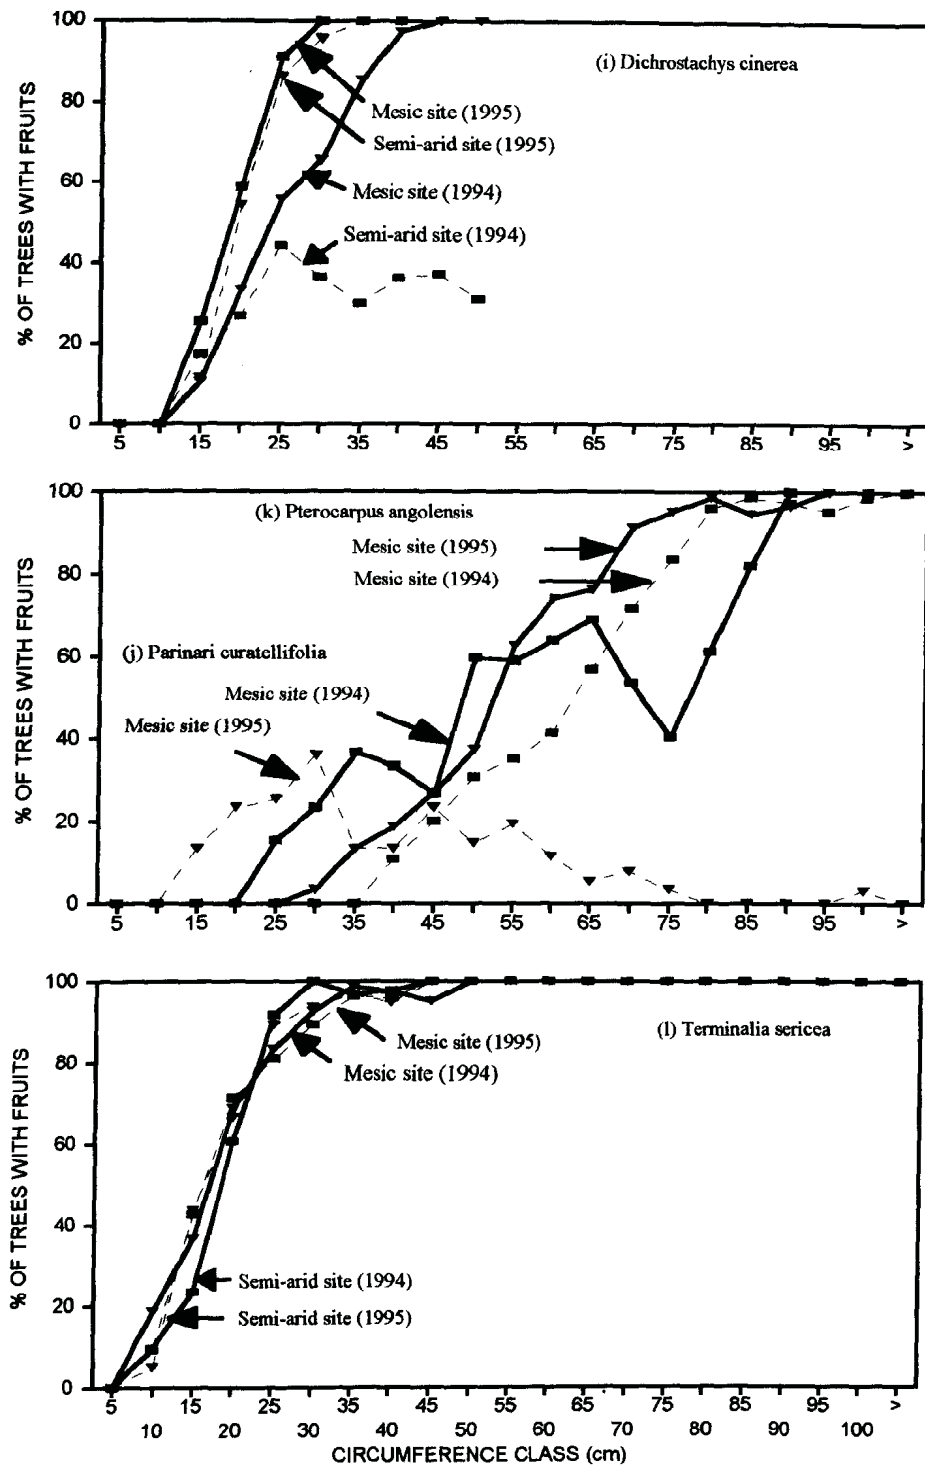 100
(i) Dichrostachys cinerea
80
Mesic site (1995)
Semi-arid site (1995)
60
Mesic site (1994)
Semi-arid site (1994)
40
20
0
% OF TREES WITH FRUITS
5 15 25 35 45 55 65 75 85 95 >
100
(k) Pterocarpus angolensis
Mesic site (1995)
80
Mesic site (1994)
60
(j) Parinari curatellifolia
Mesic site (1994)
Mesic site (1995)
40
20
0
% OF TREES WITH FRUITS
5 15 25 35 45 55 65 75 85 95 >
100
(l) Terminalia sericea
Mesic site (1995)
80
Mesic site (1994)
60
40
Semi-arid site (1994)
20
Semi-arid site (1995)
0
% OF TREES WITH FRUITS
5 15 25 35 45 55 65 75 85 95 >
10 20 30 40 50 60 70 80 90 100
CIRCUMFERENCE CLASS (cm)